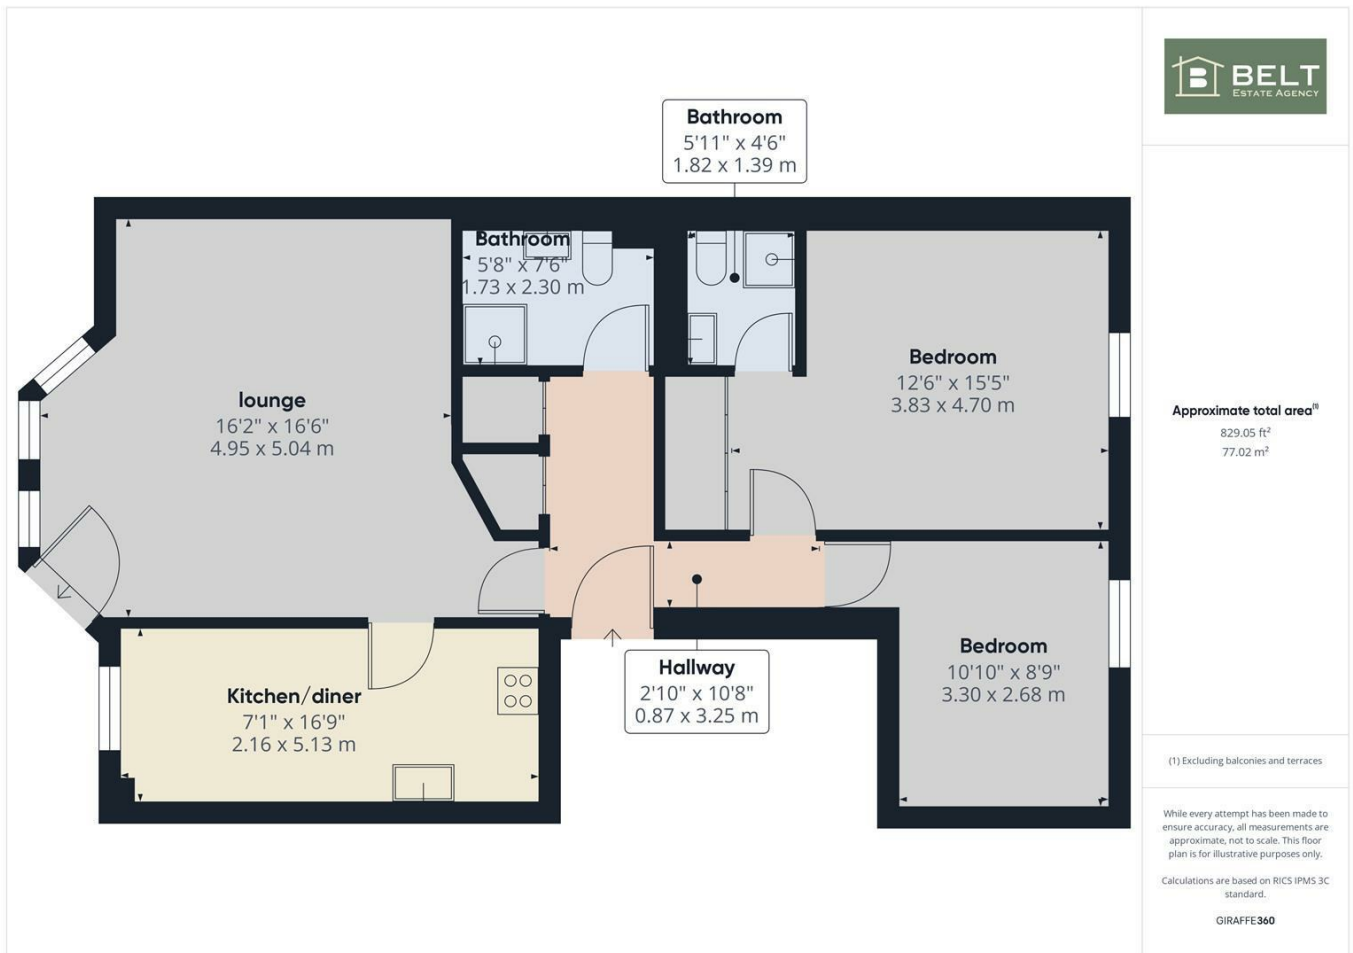 BELT
ESTATE AGENCY
Bathroom
5'11" x 4'6"
1.82 x 1.39 m
Bathroom
5'8" x 7'6"
1.73 x 2.30 m
lounge
16'2" x 16'6"
4.95 x 5.04 m
Bedroom
12'6" x 15'5"
3.83 x 4.70 m
Kitchen/diner
7'1" x 16'9"
2.16 x 5.13 m
Hallway
2'10" x 10'8"
0.87 x 3.25 m
Bedroom
10'10" x 8'9"
3.30 x 2.68 m
Approximate total area(1)
829.05 ft²
77.02 m²
(1) Excluding balconies and terraces
While every attempt has been made to
ensure accuracy, all measurements are
approximate, not to scale. This floor
plan is for illustrative purposes only.
Calculations are based on RICS IPMS 3C
standard.
GIRAFFE360